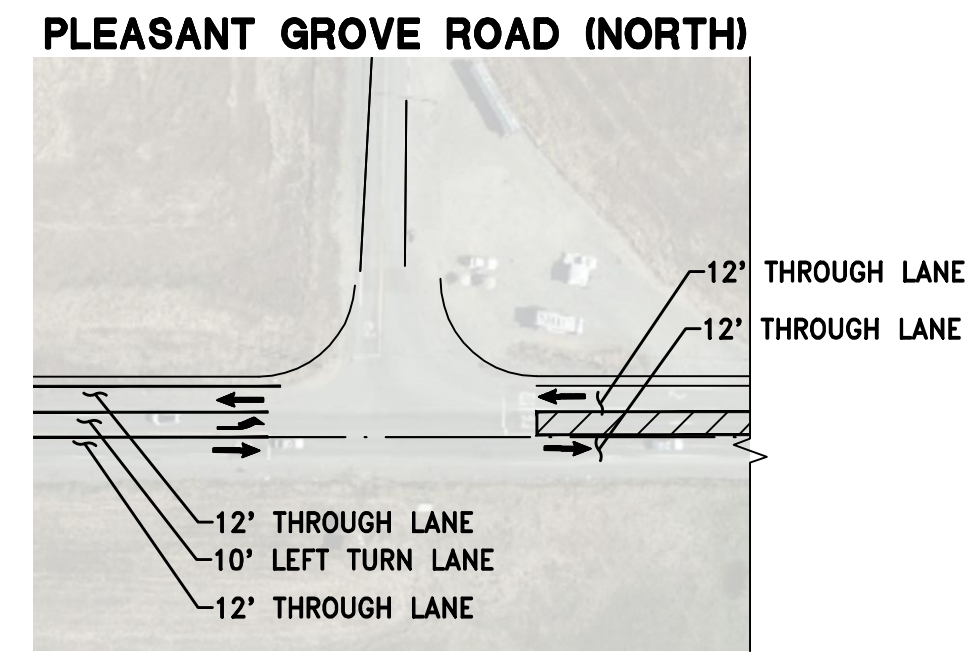 PLEASANT GROVE ROAD (NORTH)
12' THROUGH LANE
12' THROUGH LANE
12' THROUGH LANE
10' LEFT TURN LANE
12' THROUGH LANE